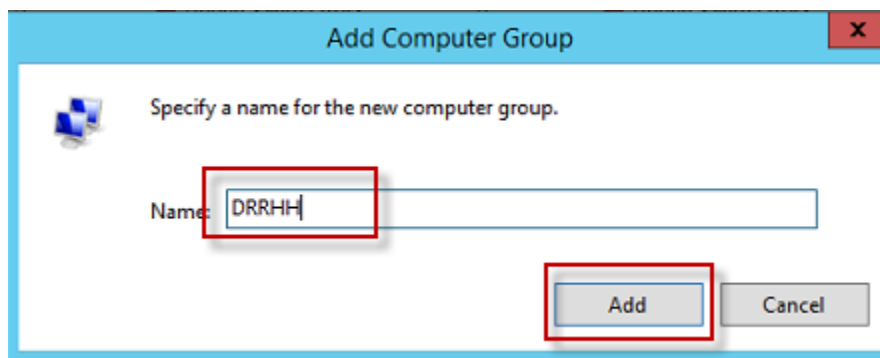 Add Computer Group
x
Specify a name for the new computer group.
Name: DRRHH
Add Cancel